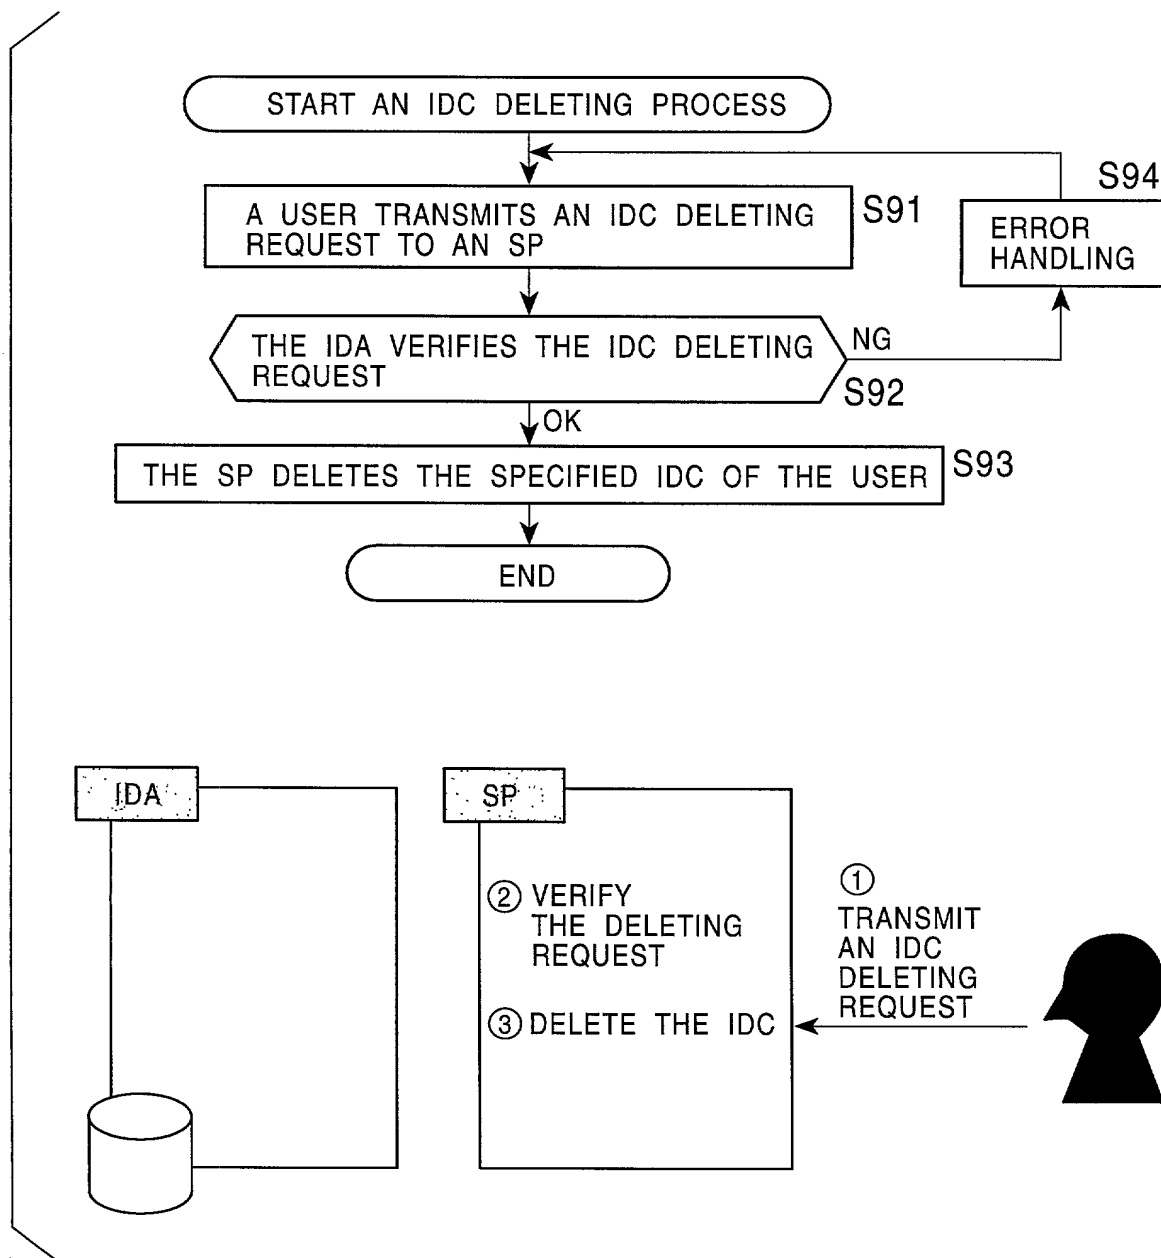 START AN IDC DELETING PROCESS
S94
A USER TRANSMITS AN IDC DELETING
REQUEST TO AN SP
S91
ERROR
HANDLING
THE IDA VERIFIES THE IDC DELETING
REQUEST
NG
S92
OK
THE SP DELETES THE SPECIFIED IDC OF THE USER
S93
END
IDA
SP
② VERIFY
THE DELETING
REQUEST
③ DELETE THE IDC
①
TRANSMIT
AN IDC
DELETING
REQUEST